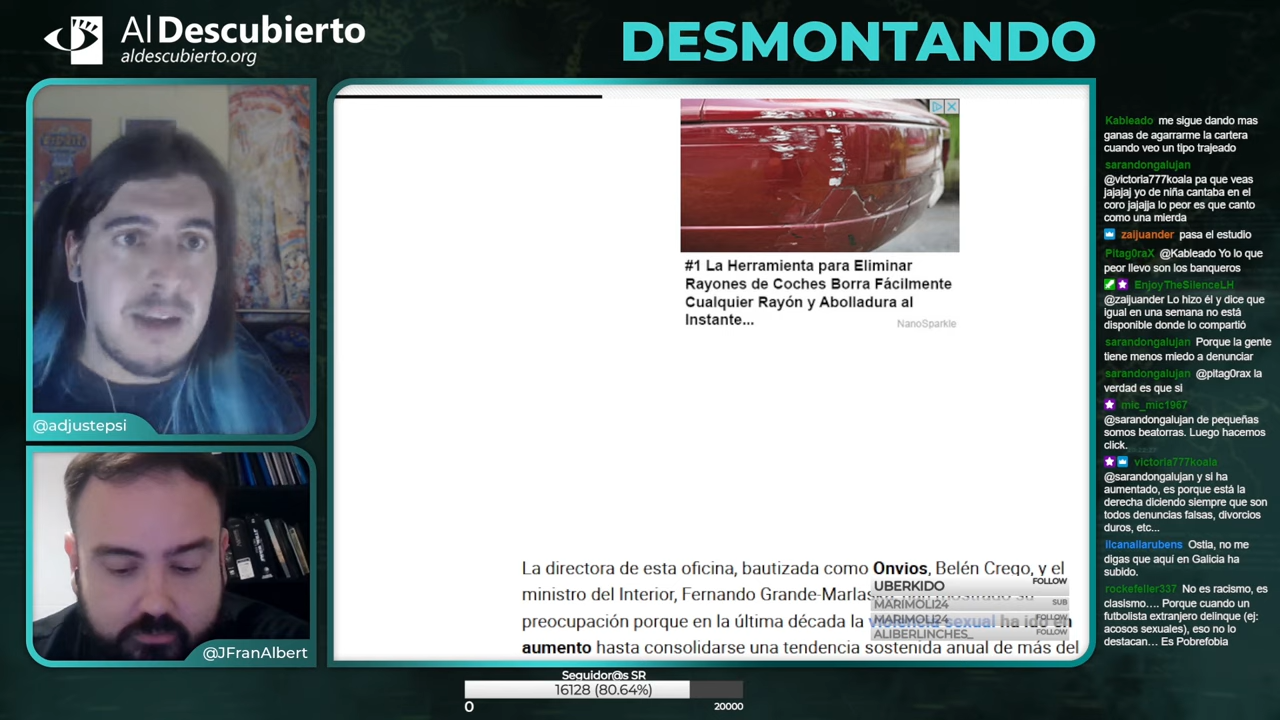 Al Descubierto
aldescubierto.org
DESMONTANDO
@adjustepsi
@JFranAlbert
#1 La Herramienta para Eliminar
Rayones de Coches Borra Fácilmente
Cualquier Rayón y Abolladura al
Instante...
NanoSparkle
La directora de esta oficina, bautizada como Onvios, Belén Crego, y el
ministro del Interior, Fernando Grande-Marlaska, han mostrado su
preocupación porque en la última década la violencia sexual ha ido en
aumento hasta consolidarse una tendencia sostenida anual de más del
UBERKIDO FOLLOW
MARIMOLI24 SUB
MARIMOLI24 FOLLOW
ALIBERLINCHES_ FOLLOW
Seguidor@s SR
16128 (80.64%)
0 20000
Kableado me sigue dando mas
ganas de agarrarme la cartera
cuando veo un tipo trajeado
sarandongalujan
@victoria777koala pa que veas
jajajaj yo de niña cantaba en el
coro jajajja lo peor es que canto
como una mierda
zaijuander pasa el estudio
Pitag0raX @Kableado Yo lo que
peor llevo son los banqueros
EnjoyTheSilenceLH
@zaijuander Lo hizo él y dice que
igual en una semana no está
disponible donde lo compartió
sarandongalujan Porque la gente
tiene menos miedo a denunciar
sarandongalujan @pitag0rax la
verdad es que si
mic_mic1967
@sarandongalujan de pequeñas
somos beatorras. Luego hacemos
click.
victoria777koala
@sarandongalujan y si ha
aumentado, es porque está la
derecha diciendo siempre que son
todos denuncias falsas, divorcios
duros, etc...
ilcanallarubens Ostia, no me
digas que aquí en Galicia ha
subido.
rockefeller337 No es racismo, es
clasismo.... Porque cuando un
futbolista extranjero delinque (ej:
acosos sexuales), eso no lo
destacan... Es Pobrefobia